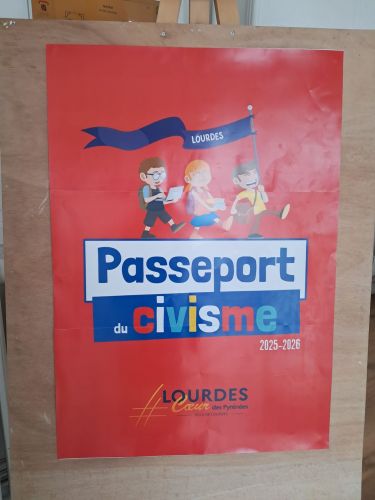 LOURDES
Passeport
du civisme
2025-2026
#LOURDES
Cœur des Pyrénées